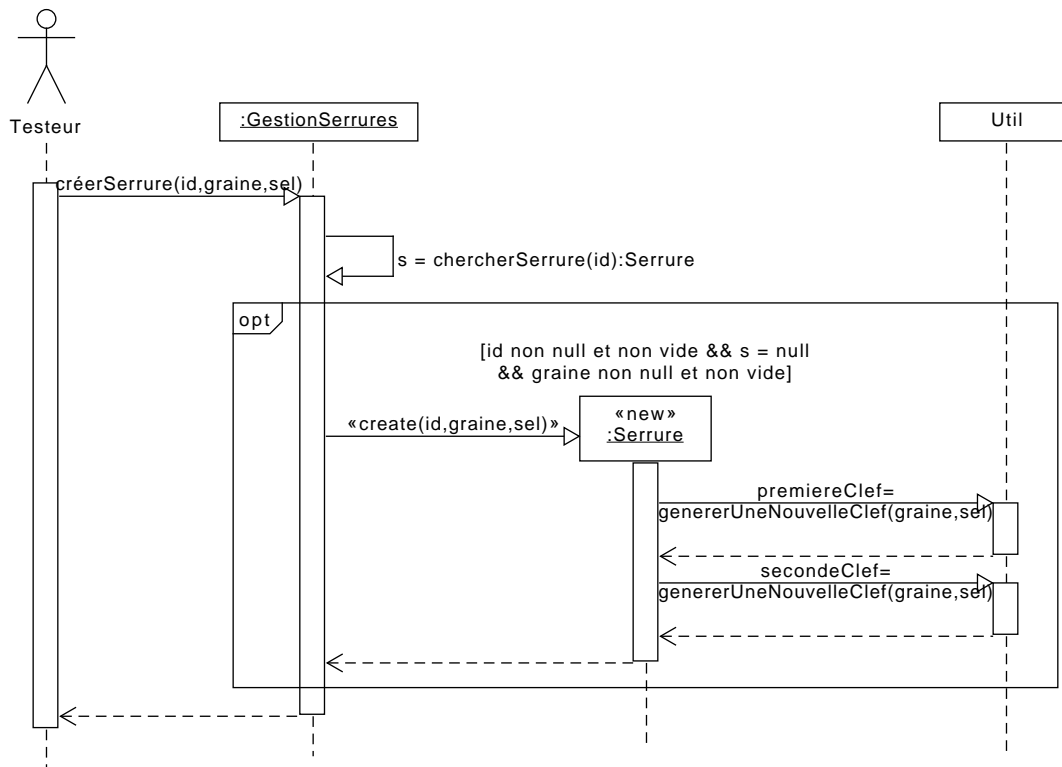 Testeur
:GestionSerrures
Util
créerSerrure(id,graine,sel)
s = chercherSerrure(id):Serrure
opt
[id non null et non vide && s = null
&& graine non null et non vide]
«create(id,graine,sel)»
«new»
:Serrure
premiereClef=
genererUneNouvelleClef(graine,sel)
secondeClef=
genererUneNouvelleClef(graine,sel)